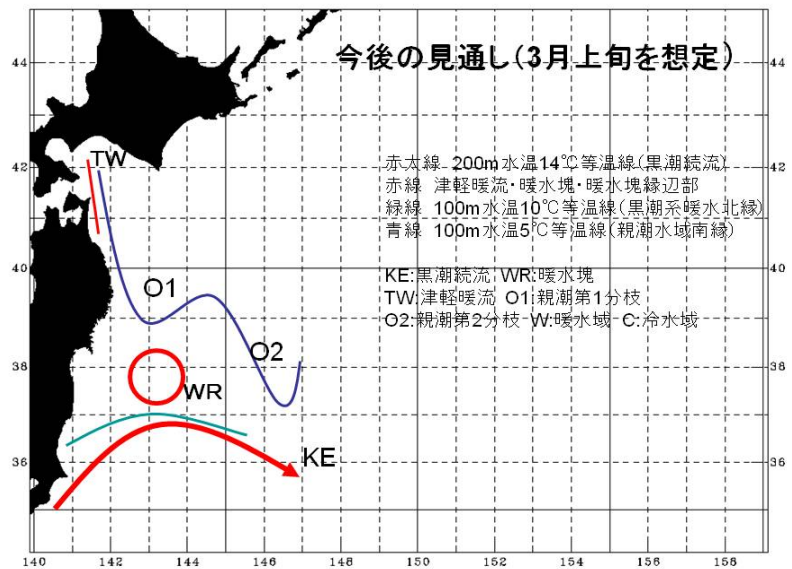 今後の見通し(3月上旬を想定)
44
44
TW
42
42
赤太線 200m水温14℃等温線(黒潮続流)
赤線 津軽暖流・暖水塊・暖水塊縁辺部
緑線 100m水温10℃等温線(黒潮系暖水北縁)
青線 100m水温5℃等温線(親潮水域南縁)
40
40
KE:黒潮続流 WR:暖水塊
TW:津軽暖流 O1:親潮第1分枝
O2:親潮第2分枝 W:暖水域 C:冷水域
O1
O2
38
38
WR
KE
36
36
140 142 144 146 148 150 152 154 156 158